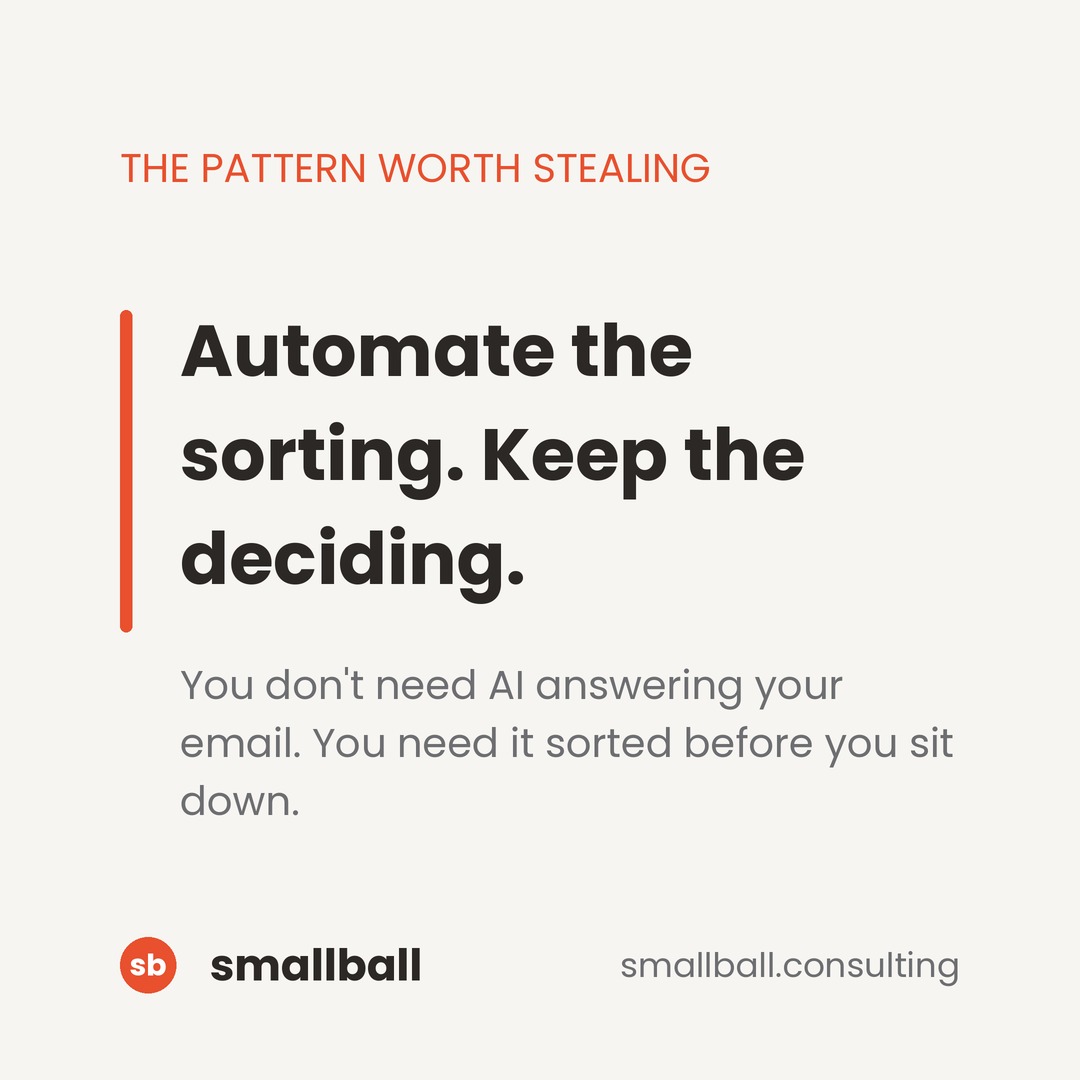 THE PATTERN WORTH STEALING
Automate the
sorting. Keep the
deciding.
You don't need AI answering your
email. You need it sorted before you sit
down.
sb smallball smallball.consulting